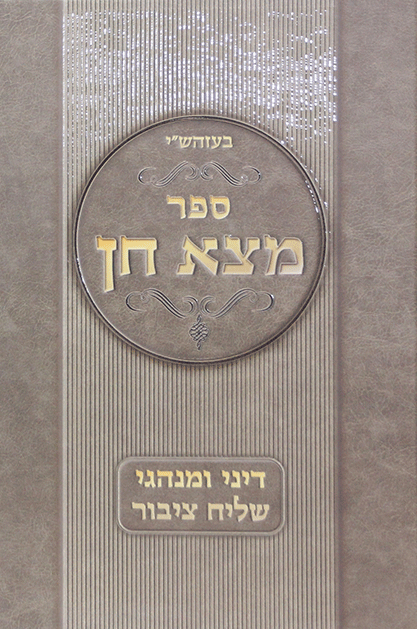 בעזהש"י
ספר
מצא חן
דיני ומנהגי
שליח ציבור